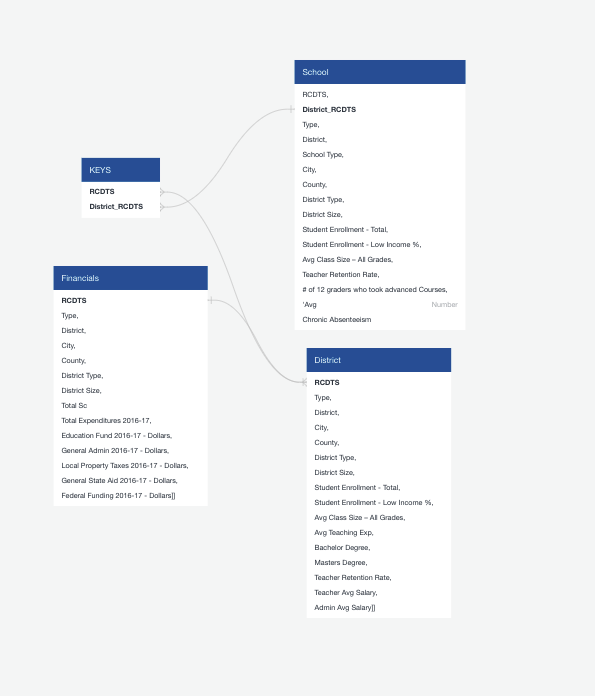 School
RCDTS,
District_RCDTS
Type,
District,
School Type,
City,
County,
District Type,
District Size,
Student Enrollment - Total,
Student Enrollment - Low Income %,
Avg Class Size – All Grades,
Teacher Retention Rate,
# of 12 graders who took advanced Courses,
'Avg Number
Chronic Absenteeism
KEYS
RCDTS
District_RCDTS
Financials
RCDTS
Type,
District,
City,
County,
District Type,
District Size,
Total Sc
Total Expenditures 2016-17,
Education Fund 2016-17 - Dollars,
General Admin 2016-17 - Dollars,
Local Property Taxes 2016-17 - Dollars,
General State Aid 2016-17 - Dollars,
Federal Funding 2016-17 - Dollars]]
District
RCDTS
Type,
District,
City,
County,
District Type,
District Size,
Student Enrollment - Total,
Student Enrollment - Low Income %,
Avg Class Size – All Grades,
Avg Teaching Exp,
Bachelor Degree,
Masters Degree,
Teacher Retention Rate,
Teacher Avg Salary,
Admin Avg Salary]]